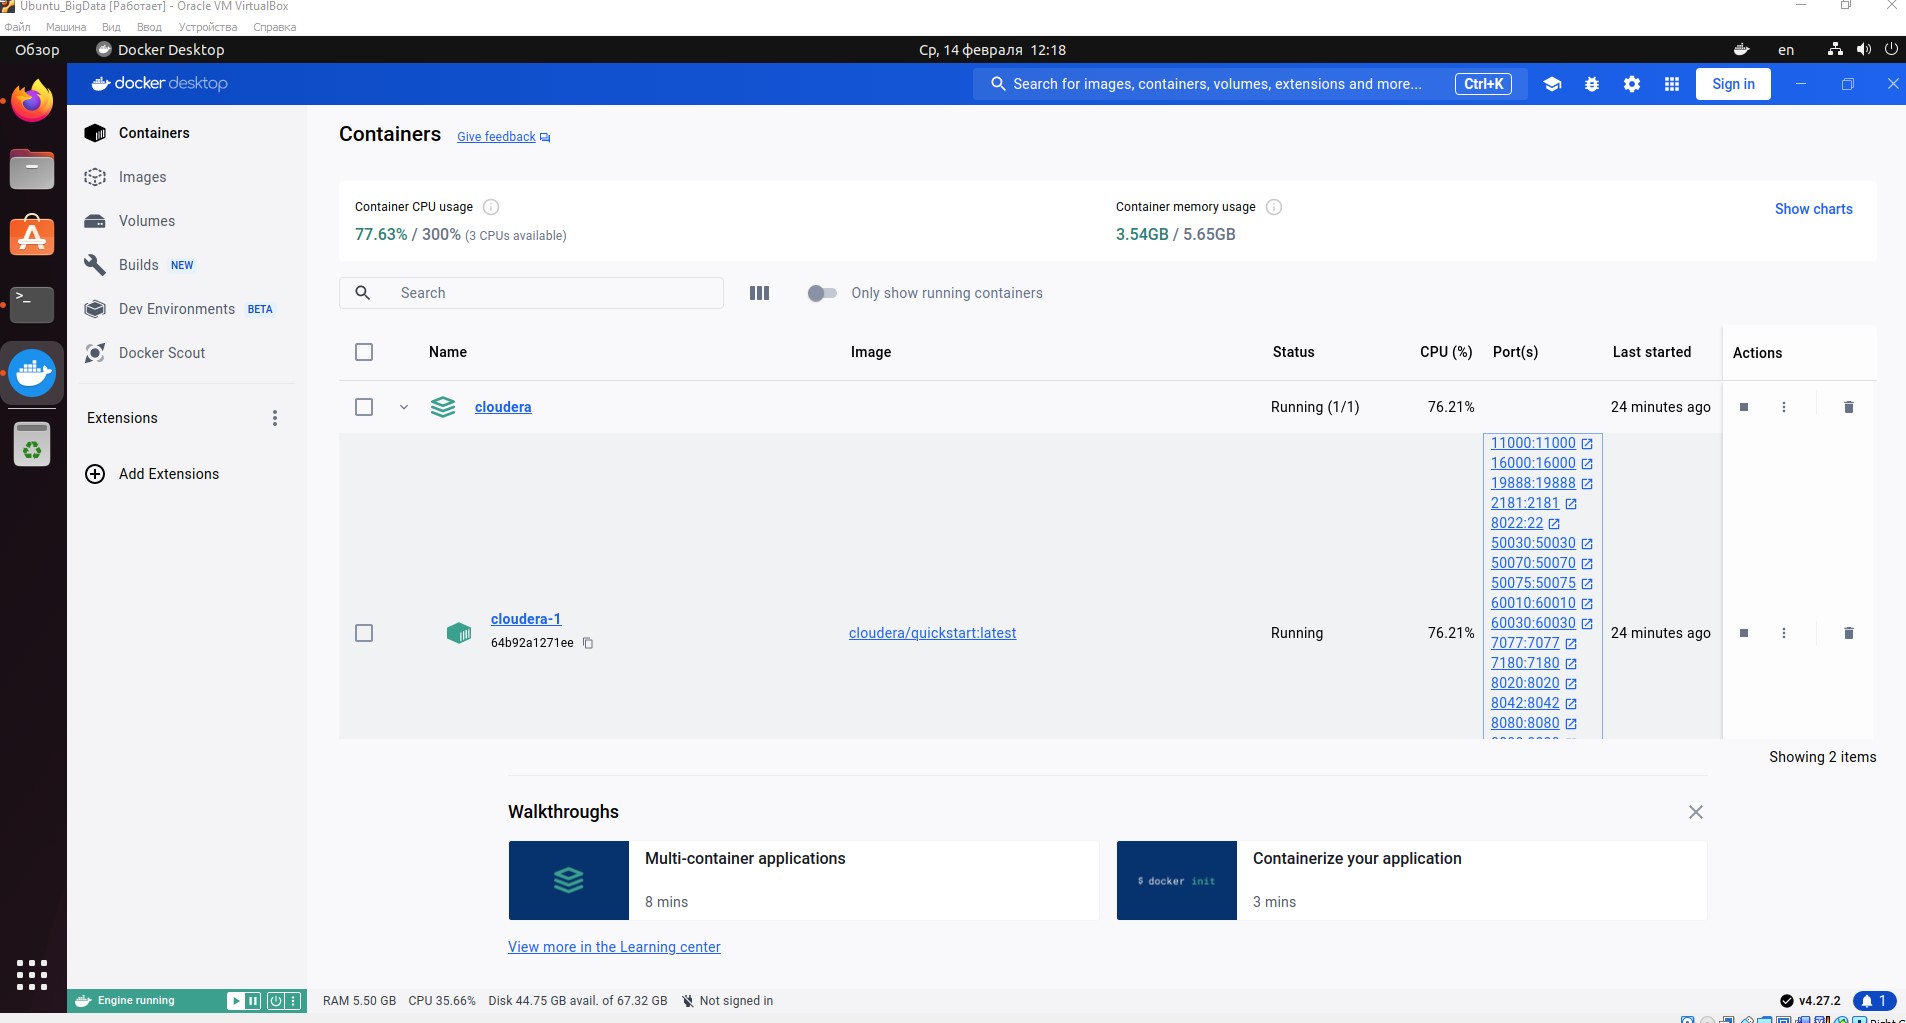 Ubuntu_BigData [Работает] - Oracle VM VirtualBox
Файл Машина Вид Ввод Устройства Справка
Обзор Docker Desktop Ср, 14 февраля 12:18 en
docker desktop Search for images, containers, volumes, extensions and more... Ctrl+K Sign in
Containers
Images
Volumes
Builds NEW
Dev Environments BETA
Docker Scout
Extensions
Add Extensions
Containers Give feedback
Container CPU usage
77.63% / 300% (3 CPUs available)
Container memory usage
3.54GB / 5.65GB
Show charts
Search
Only show running containers
Name Image Status CPU (%) Port(s) Last started Actions
cloudera Running (1/1) 76.21% 24 minutes ago
11000:11000
16000:16000
19888:19888
2181:2181
8022:22
50030:50030
50070:50070
50075:50075
60010:60010
60030:60030
7077:7077
7180:7180
8020:8020
8042:8042
8080:8080
cloudera-1
64b92a1271ee
cloudera/quickstart:latest Running 76.21% 24 minutes ago
Showing 2 items
Walkthroughs
Multi-container applications
8 mins
$ docker init
Containerize your application
3 mins
View more in the Learning center
Engine running
RAM 5.50 GB CPU 35.66% Disk 44.75 GB avail. of 67.32 GB Not signed in
v4.27.2 1